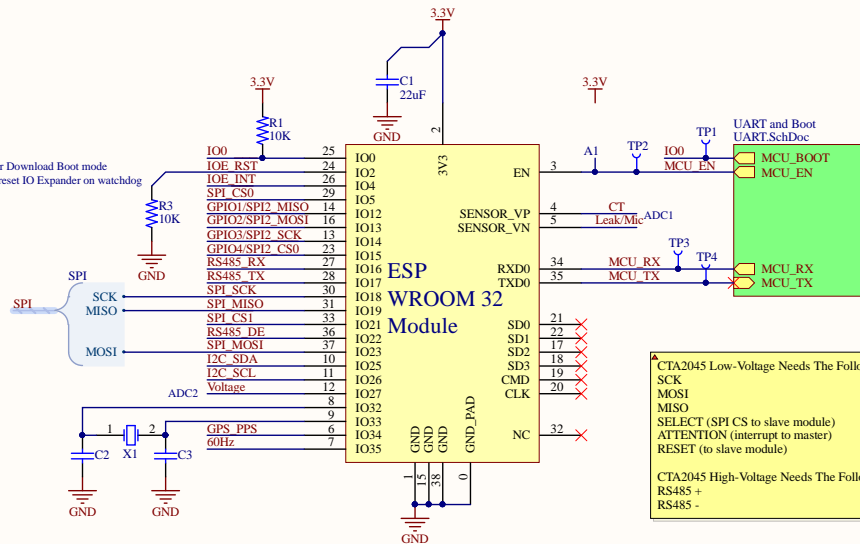 3.3V
C1
22uF
GND
3.3V
R1
10K
3.3V
r Download Boot mode
reset IO Expander on watchdog
R3
10K
GND
IO0 25 IO0
IOE_RST 24 IO2
IOE_INT 26 IO4
SPI_CS0 29 IO5
GPIO1/SPI2_MISO 14 IO12
GPIO2/SPI2_MOSI 16 IO13
GPIO3/SPI2_SCK 13 IO14
GPIO4/SPI2_CS0 23 IO15
RS485_RX 27 IO16
RS485_TX 28 IO17
SPI_SCK 30 IO18
SPI_MISO 31 IO19
SPI_CS1 33 IO21
RS485_DE 36 IO22
SPI_MOSI 37 IO23
I2C_SDA 10 IO25
I2C_SCL 11 IO26
ADC2 Voltage 12 IO27
8 IO32
9 IO33
GPS_PPS 6 IO34
60Hz 7 IO35
SPI
SPI
SCK
MISO
MOSI
1 X1 2
C2
C3
GND
GND
2
3V3
ESP
WROOM 32
Module
EN 3
SENSOR_VP 4 CT
SENSOR_VN 5 Leak/Mic ADC1
RXD0 34 MCU_RX
TXD0 35 MCU_TX
SD0 21
SD1 22
SD2 17
SD3 18
CMD 19
CLK 20
NC 32
GND
GND
GND
GND_PAD
1
15
38
0
GND
A1
TP2
TP1
TP3
TP4
IO0
MCU_EN
UART and Boot
UART.SchDoc
MCU_BOOT
MCU_EN
MCU_RX
MCU_TX
CTA2045 Low-Voltage Needs The Follo
SCK
MOSI
MISO
SELECT (SPI CS to slave module)
ATTENTION (interrupt to master)
RESET (to slave module)
CTA2045 High-Voltage Needs The Follo
RS485 +
RS485 -